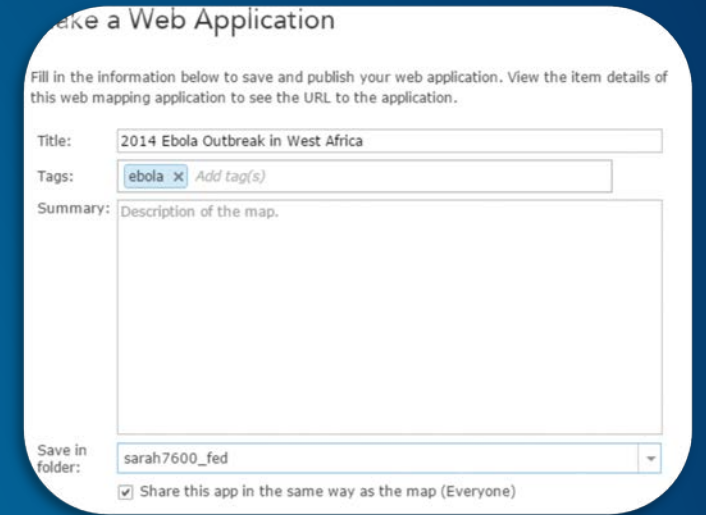 Make a Web Application
Fill in the information below to save and publish your web application. View the item details of
this web mapping application to see the URL to the application.
Title: 2014 Ebola Outbreak in West Africa
Tags: ebola x Add tag(s)
Summary: Description of the map.
Save in
folder: sarah7600_fed
Share this app in the same way as the map (Everyone)